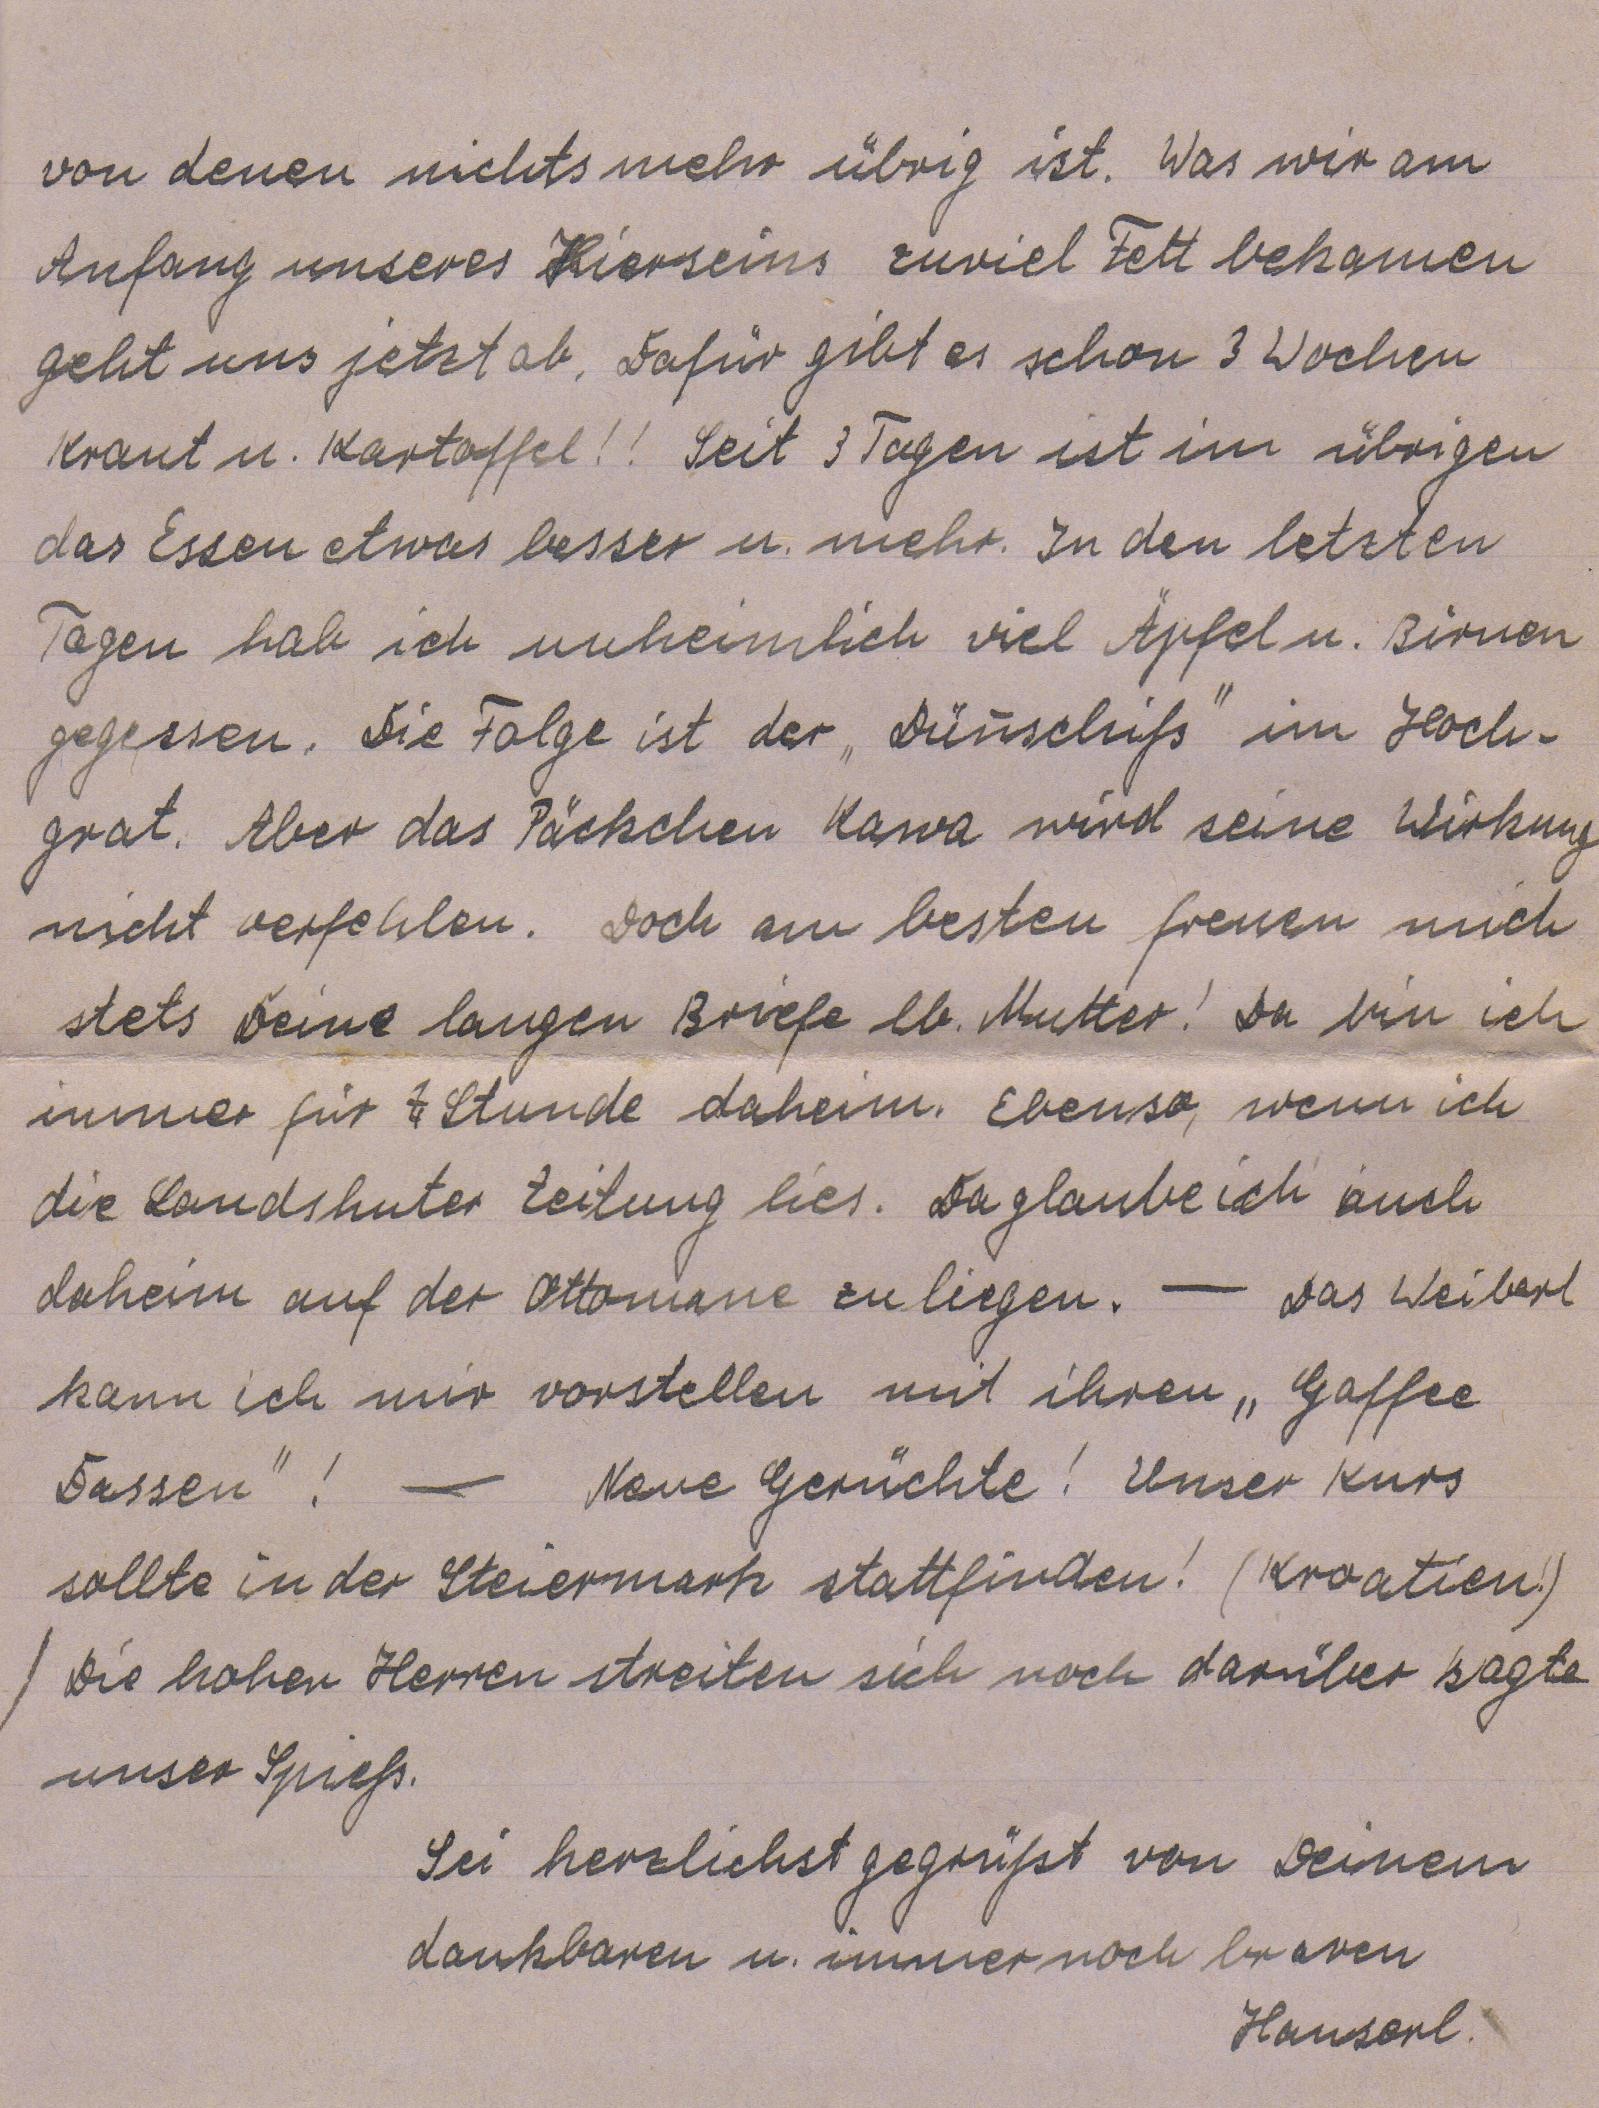 von denen nichts mehr übrig ist. Was wir am
Anfang unseres Hierseins zuviel Fett bekamen
geht uns jetzt ab. Dafür gibt es schon 3 Wochen
Kraut u. Kartoffel!! Seit 3 Tagen ist im übrigen
das Essen etwas besser u. mehr. In den letzten
Tagen hab ich unheimlich viel Äpfel u. Birnen
gegessen. Die Folge ist der „Dün̄schiß" im Hoch-
grat. Aber das Päckchen Kawa wird seine Wirkung
nicht verfehlen. Doch am besten freuen mich
stets Deine langen Briefe lb. Mutter! Da bin ich
immer für Stunde daheim. Ebenso, wenn ich
die Landshuter Zeitung lies. Da glaube ich auch
daheim auf der Ottomane zu liegen. — Das Weiberl
kann ich mir vorstellen mit ihren „Gaffee
Dassen"! — Neue Gerüchte! Unser Kurs
sollte in der Steiermark stattfinden! (Kroatien!)
/ Die hohen Herren streiten sich noch darüber sagte
unser Spieß.
Sei herzlichst gegrüßt von Deinem
dankbaren u. immer noch braven
Hanserl.